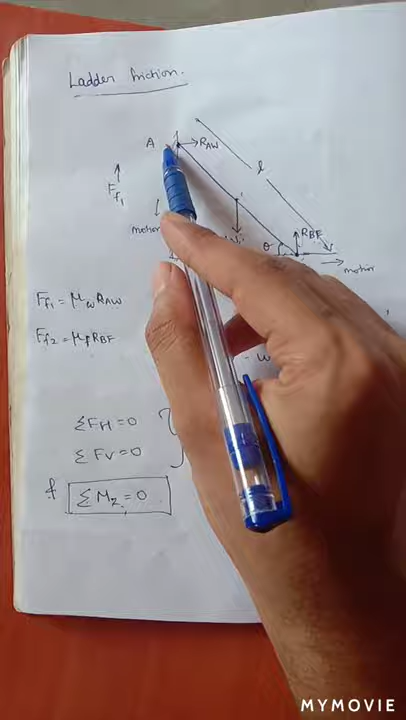 Ladder friction.
A
RAW
l
Ff1
motion
W
θ
RBF
motion
Ff1 = μw RAW
Ff2 = μf RBF
W
ΣFH = 0
ΣFV = 0
& ΣMz = 0
MYMOVIE